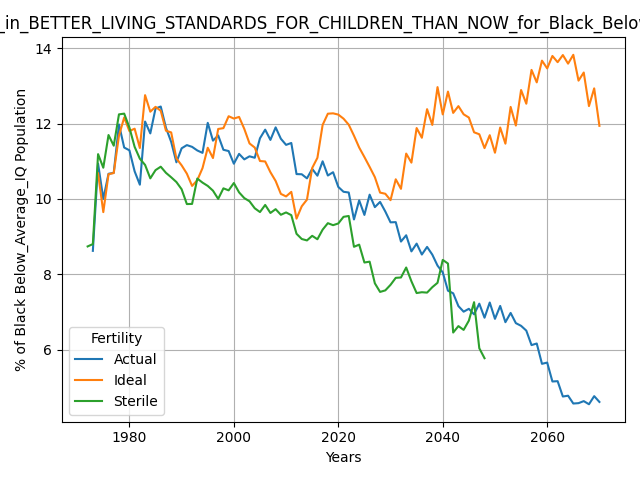 _in_BETTER_LIVING_STANDARDS_FOR_CHILDREN_THAN_NOW_for_Black_Belo
% of Black Below_Average_IQ Population
14
12
10
8
6
Fertility
Actual
Ideal
Sterile
1980
2000
2020
2040
2060
Years